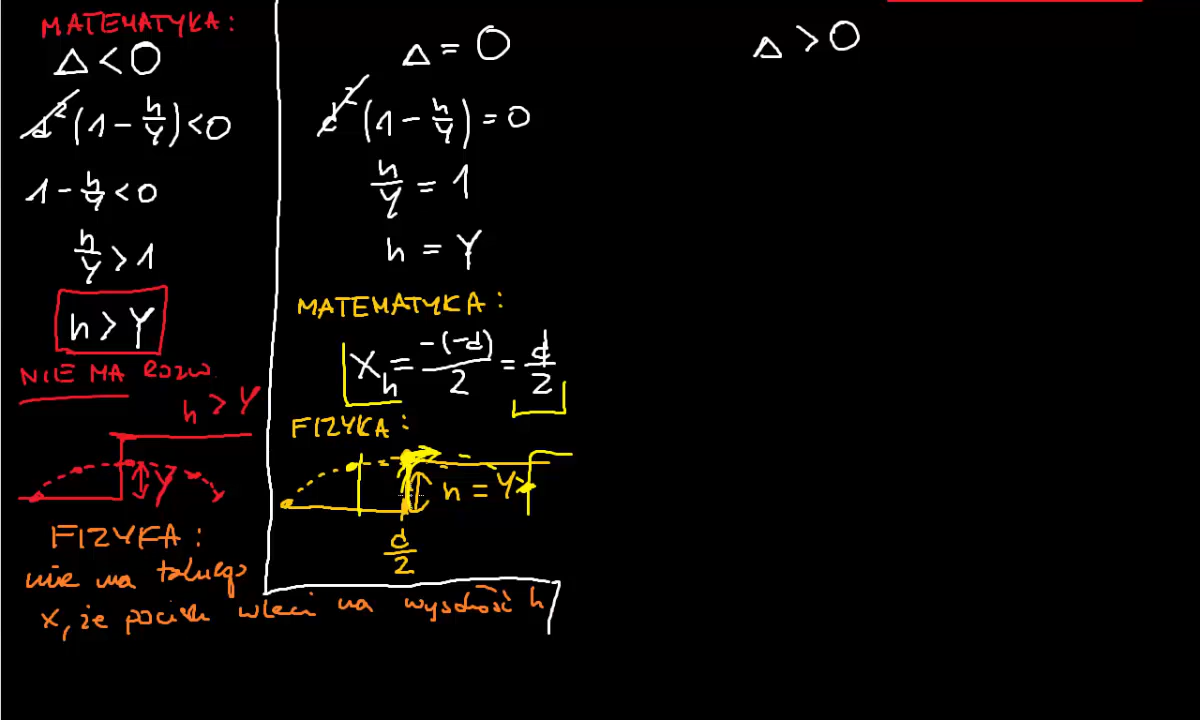 MATEMATYKA:
Δ < 0
d²(1 - h/Y) < 0
1 - h/Y < 0
h/Y > 1
h > Y
NIE MA ROZW
h > Y
Y
FIZYKA:
nie ma takiego
x, że pocisk wleci na wysokość h
Δ = 0
d²(1 - h/Y) = 0
h/Y = 1
h = Y
MATEMATYKA:
X_h = -(-d)/2 = d/2
FIZYKA:
h = Y
d/2
Δ > 0